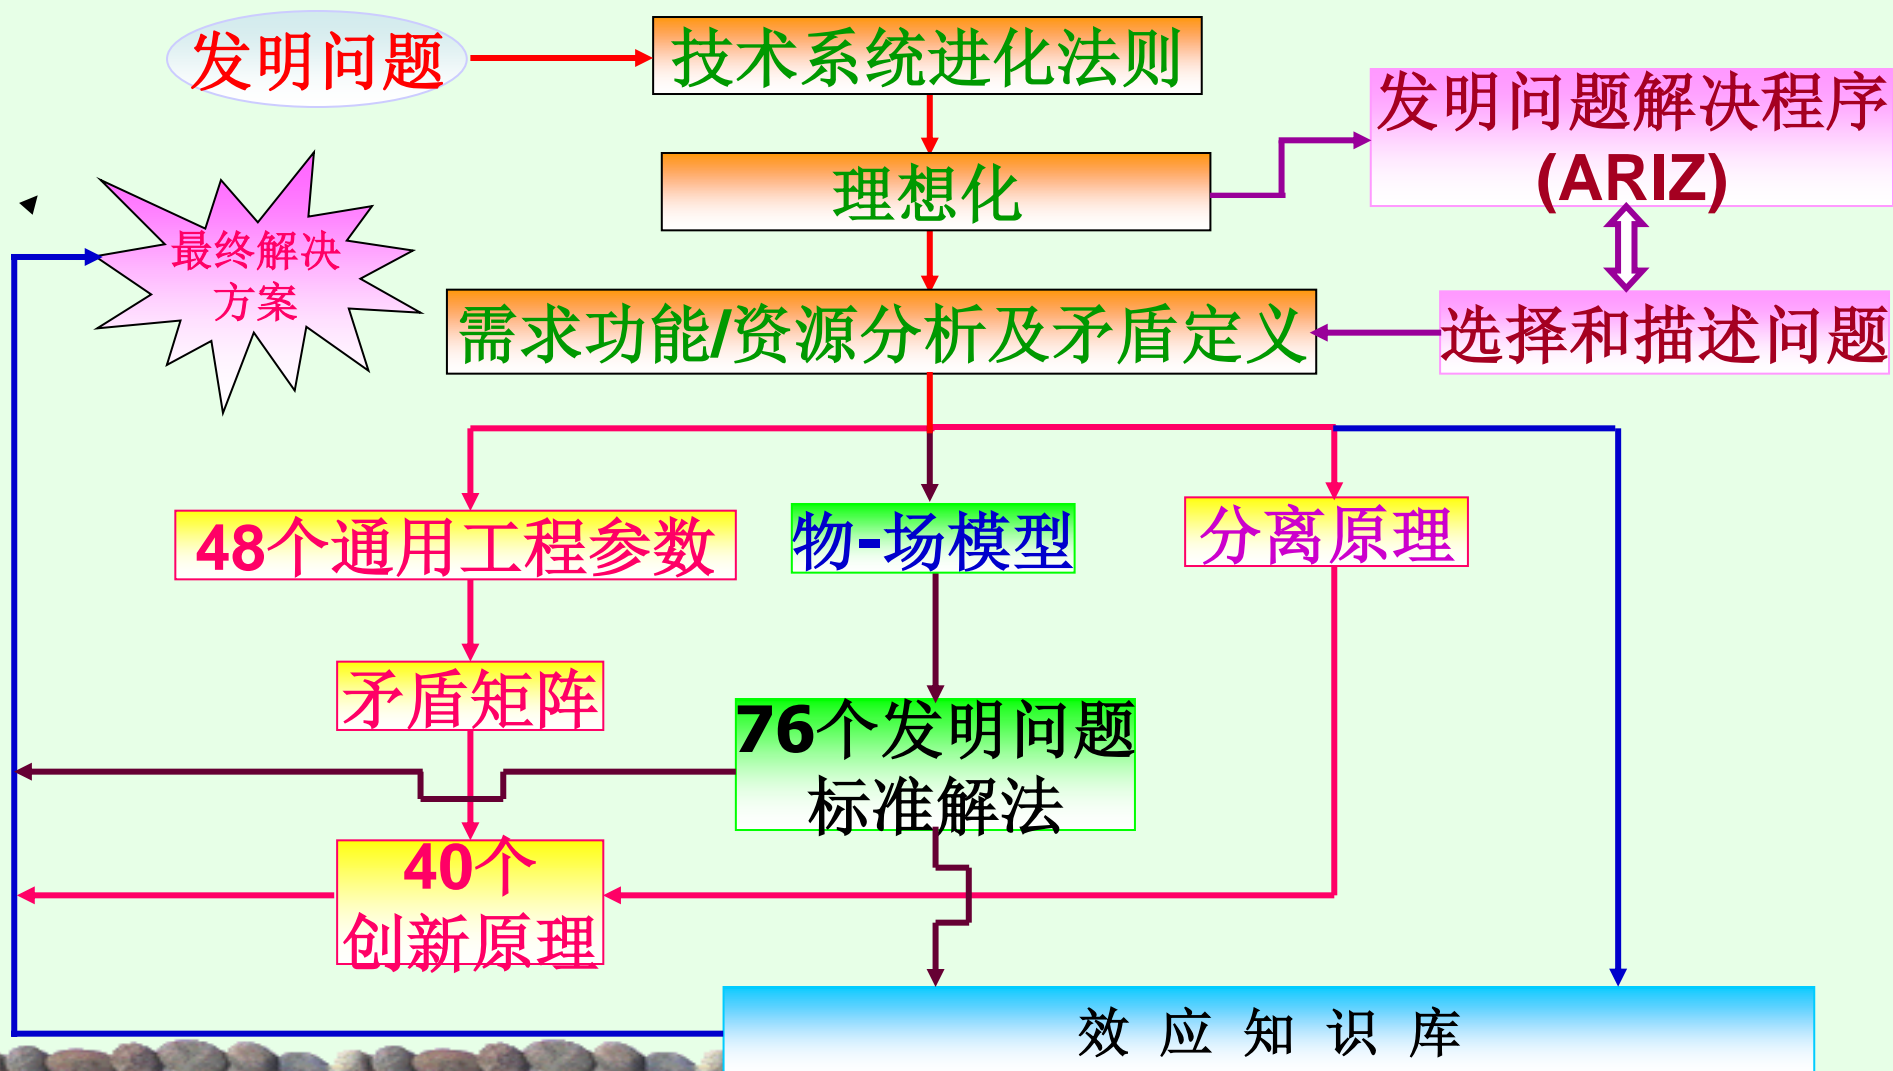 发明问题
技术系统进化法则
发明问题解决程序
(ARIZ)
理想化
最终解决
方案
需求功能/资源分析及矛盾定义
选择和描述问题
48个通用工程参数
物-场模型
分离原理
矛盾矩阵
76个发明问题
标准解法
40个
创新原理
效 应 知 识 库